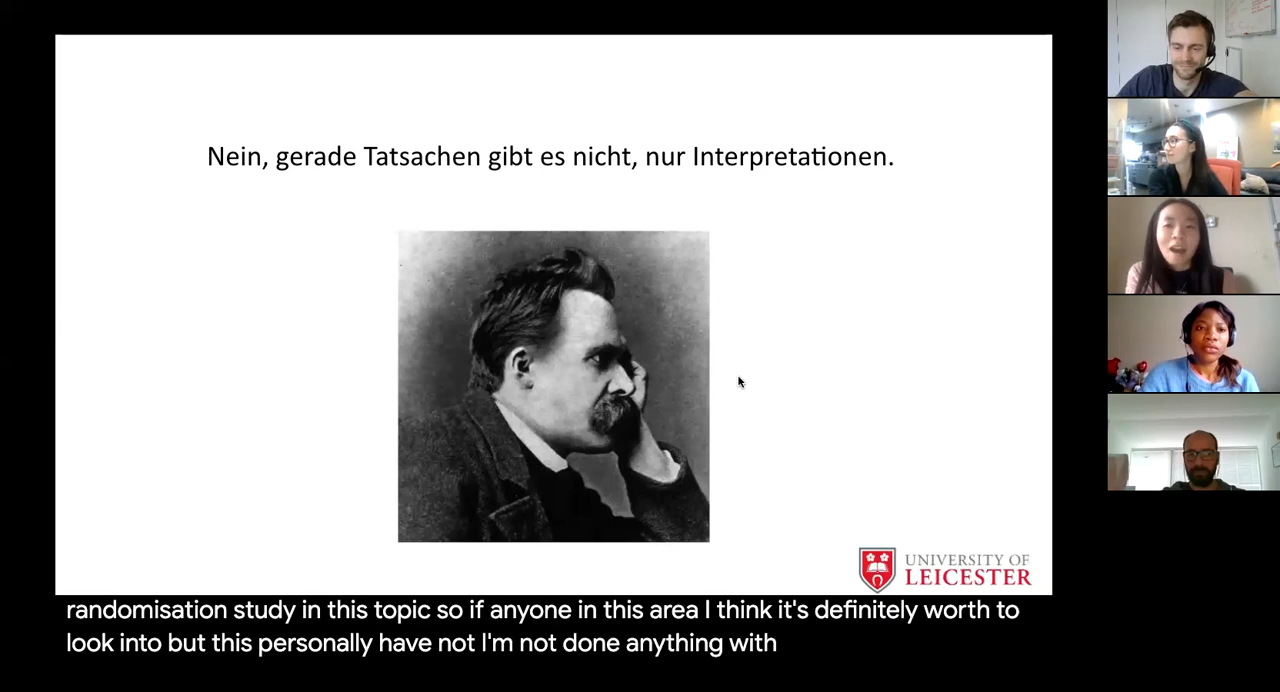 Nein, gerade Tatsachen gibt es nicht, nur Interpretationen.
UNIVERSITY OF
LEICESTER
randomisation study in this topic so if anyone in this area I think it's definitely worth to
look into but this personally have not I'm not done anything with